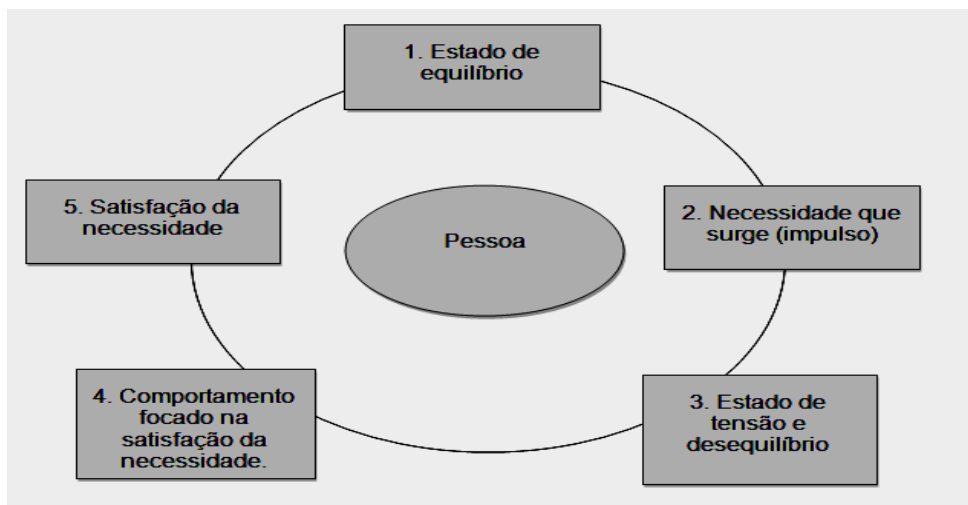 1. Estado de
equilíbrio
2. Necessidade que
surge (impulso)
3. Estado de
tensão e
desequilíbrio
4. Comportamento
focado na
satisfação da
necessidade.
5. Satisfação da
necessidade
Pessoa